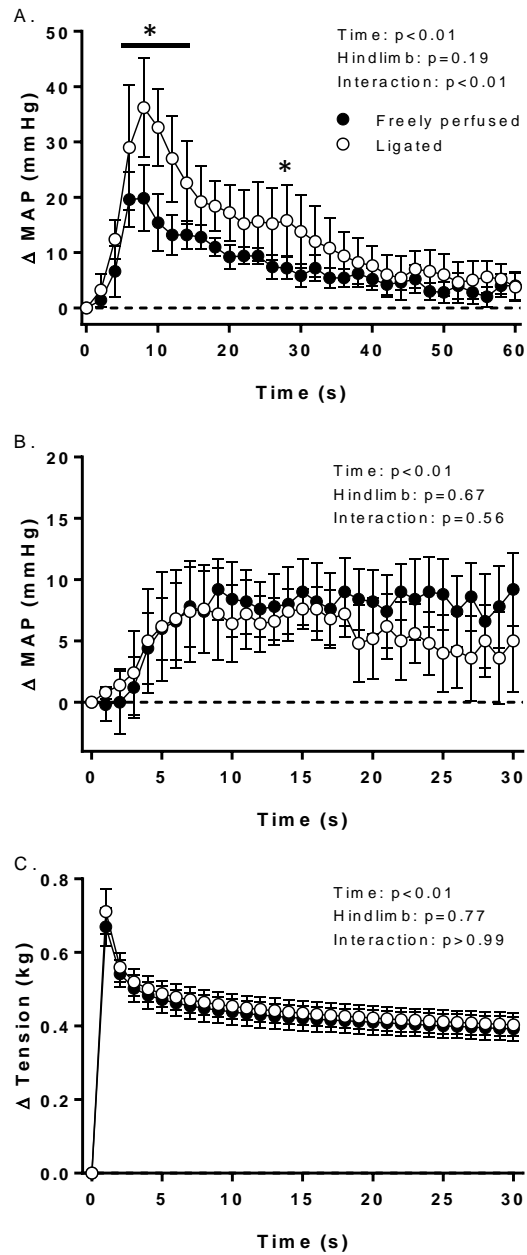 A.
*
Time: p<0.01
Hindlimb: p=0.19
Interaction: p<0.01
Freely perfused
Ligated
*
Δ MAP (mmHg)
50
40
30
20
10
0
0 10 20 30 40 50 60
Time (s)
B.
Time: p<0.01
Hindlimb: p=0.67
Interaction: p=0.56
Δ MAP (mmHg)
20
15
10
5
0
0 5 10 15 20 25 30
Time (s)
C.
Time: p<0.01
Hindlimb: p=0.77
Interaction: p>0.99
Δ Tension (kg)
0.8
0.6
0.4
0.2
0.0
0 5 10 15 20 25 30
Time (s)